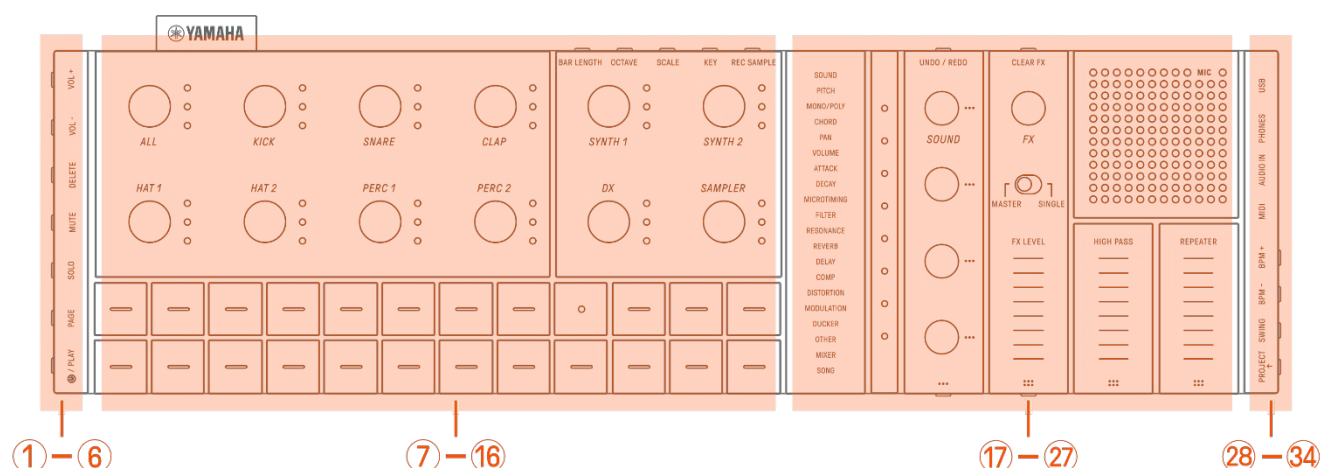 YAMAHA
VOL +
VOL -
DELETE
MUTE
SOLO
PAGE
/ PLAY
BAR LENGTH OCTAVE SCALE KEY REC SAMPLE
ALL KICK SNARE CLAP SYNTH 1 SYNTH 2
HAT 1 HAT 2 PERC 1 PERC 2 DX SAMPLER
SOUND
PITCH
MONO/POLY
CHORD
PAN
VOLUME
ATTACK
DECAY
MICROTIMING
FILTER
RESONANCE
REVERB
DELAY
COMP
DISTORTION
MODULATION
DUCKER
OTHER
MIXER
SONG
UNDO / REDO CLEAR FX
MIC
SOUND FX
MASTER SINGLE
FX LEVEL HIGH PASS REPEATER
USB
PHONES
AUDIO IN
MIDI
BPM +
BPM -
SWING
PROJECT →
① – ⑥ ⑦ – ⑯ ⑰ – ㉗ ㉘ – ㉞